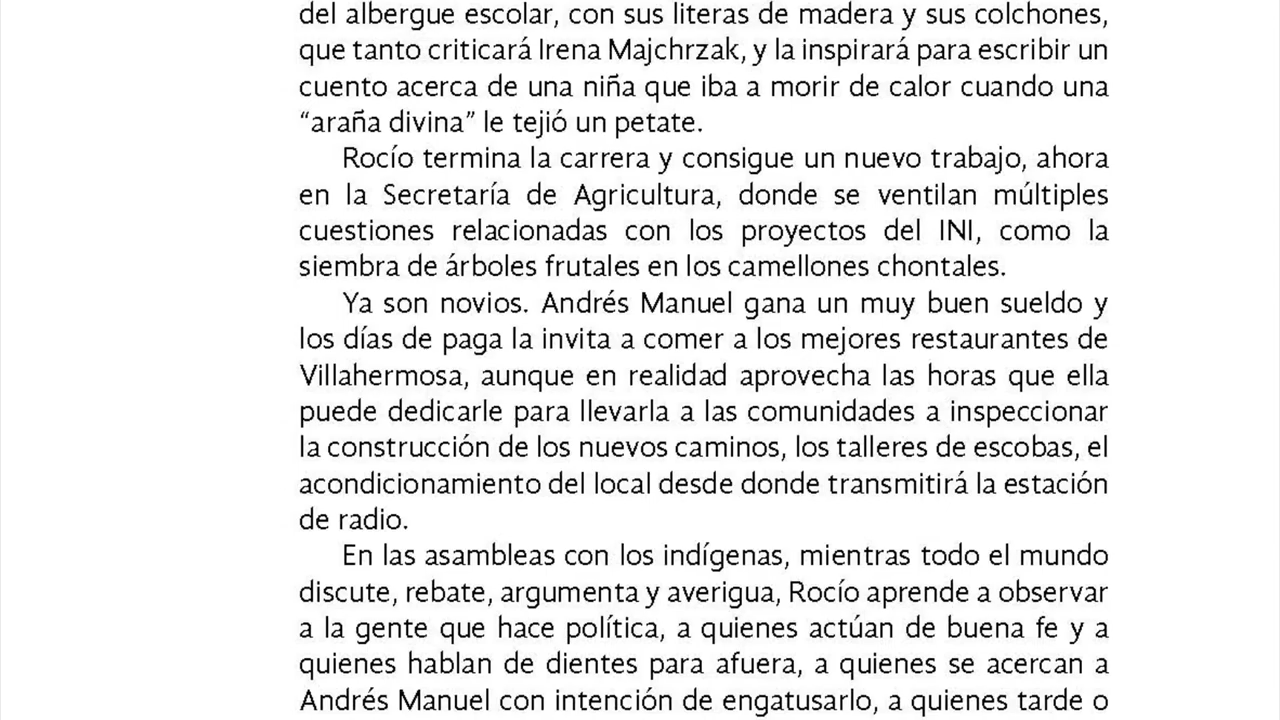 del albergue escolar, con sus literas de madera y sus colchones,
que tanto criticará Irena Majchrzak, y la inspirará para escribir un
cuento acerca de una niña que iba a morir de calor cuando una
“araña divina” le tejió un petate.
Rocío termina la carrera y consigue un nuevo trabajo, ahora
en la Secretaría de Agricultura, donde se ventilan múltiples
cuestiones relacionadas con los proyectos del INI, como la
siembra de árboles frutales en los camellones chontales.
Ya son novios. Andrés Manuel gana un muy buen sueldo y
los días de paga la invita a comer a los mejores restaurantes de
Villahermosa, aunque en realidad aprovecha las horas que ella
puede dedicarle para llevarla a las comunidades a inspeccionar
la construcción de los nuevos caminos, los talleres de escobas, el
acondicionamiento del local desde donde transmitirá la estación
de radio.
En las asambleas con los indígenas, mientras todo el mundo
discute, rebate, argumenta y averigua, Rocío aprende a observar
a la gente que hace política, a quienes actúan de buena fe y a
quienes hablan de dientes para afuera, a quienes se acercan a
Andrés Manuel con intención de engatusarlo, a quienes tarde o